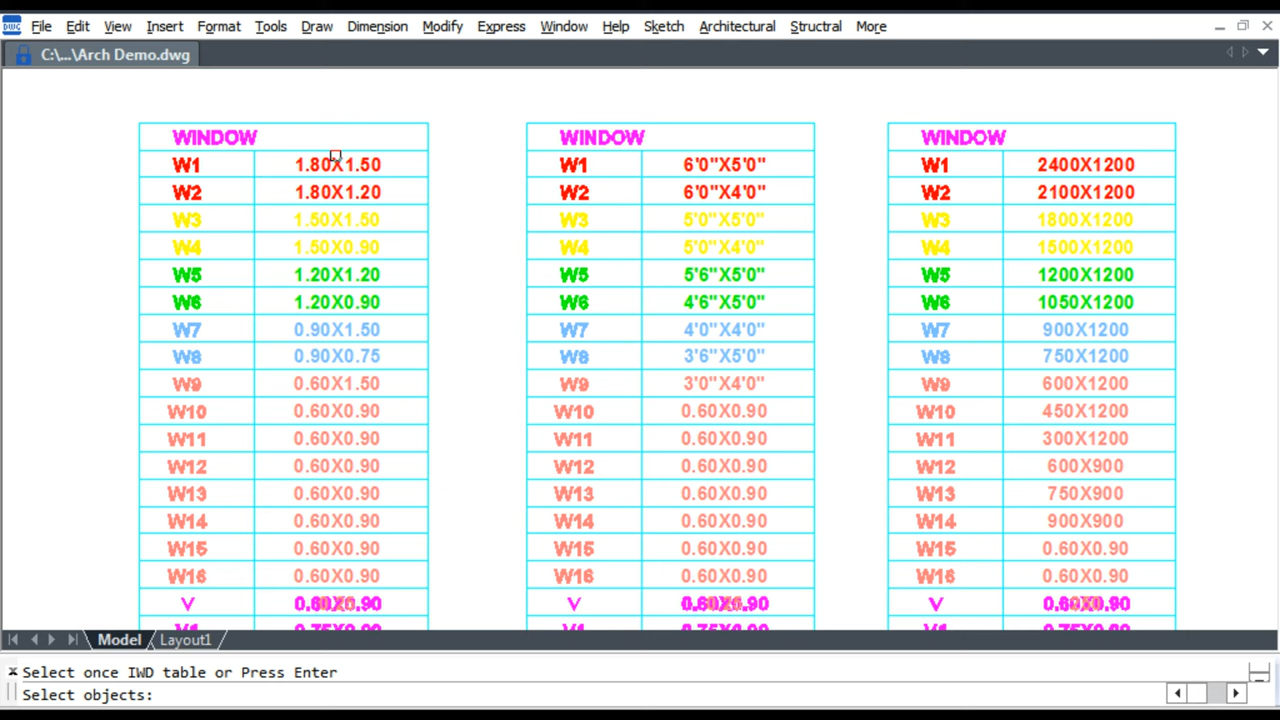 DWG File Edit View Insert Format Tools Draw Dimension Modify Express Window Help Sketch Architectural Structral More
C:\...\Arch Demo.dwg
WINDOW WINDOW WINDOW
W1 1.80X1.50 W1 6'0"X5'0" W1 2400X1200
W2 1.80X1.20 W2 6'0"X4'0" W2 2100X1200
W3 1.50X1.50 W3 5'0"X5'0" W3 1800X1200
W4 1.50X0.90 W4 5'0"X4'0" W4 1500X1200
W5 1.20X1.20 W5 5'6"X5'0" W5 1200X1200
W6 1.20X0.90 W6 4'6"X5'0" W6 1050X1200
W7 0.90X1.50 W7 4'0"X4'0" W7 900X1200
W8 0.90X0.75 W8 3'6"X5'0" W8 750X1200
W9 0.60X1.50 W9 3'0"X4'0" W9 600X1200
W10 0.60X0.90 W10 0.60X0.90 W10 450X1200
W11 0.60X0.90 W11 0.60X0.90 W11 300X1200
W12 0.60X0.90 W12 0.60X0.90 W12 600X900
W13 0.60X0.90 W13 0.60X0.90 W13 750X900
W14 0.60X0.90 W14 0.60X0.90 W14 900X900
W15 0.60X0.90 W15 0.60X0.90 W15 0.60X0.90
W16 0.60X0.90 W16 0.60X0.90 W16 0.60X0.90
V 0.60X0.90 V 0.60X0.90 V 0.60X0.90
Model Layout1
Select once IWD table or Press Enter
Select objects: